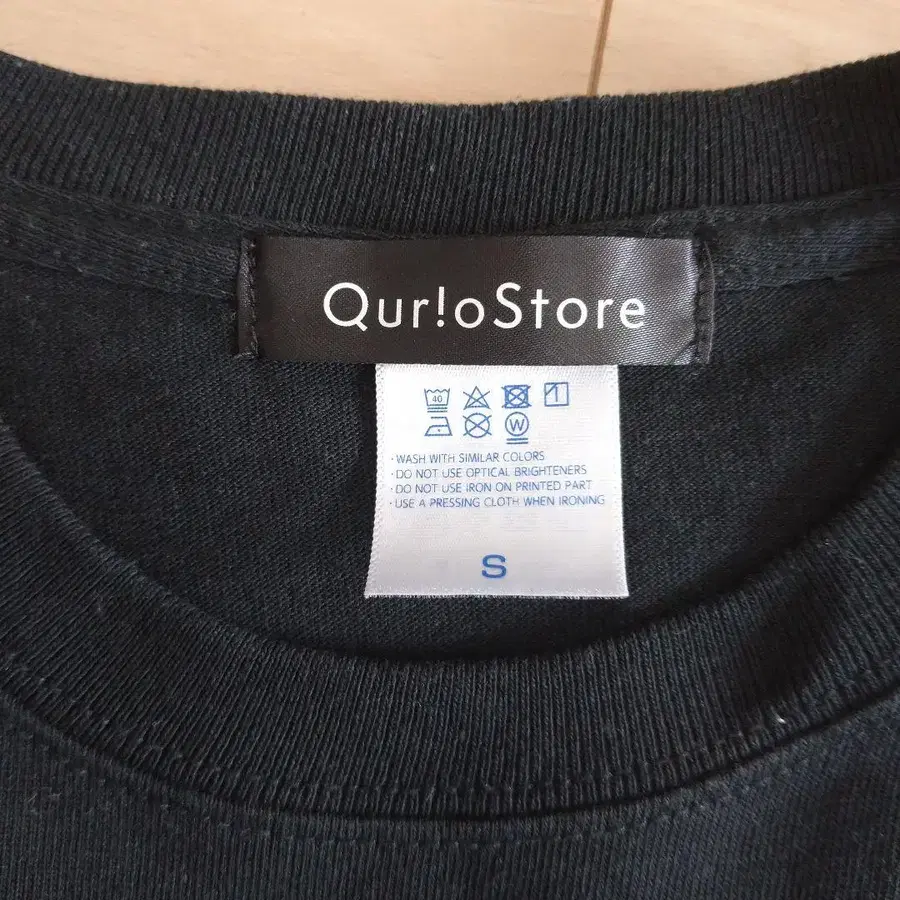 Qur!oStore
40
W
・WASH WITH SIMILAR COLORS
・DO NOT USE OPTICAL BRIGHTENERS
・DO NOT USE IRON ON PRINTED PART
・USE A PRESSING CLOTH WHEN IRONING
S